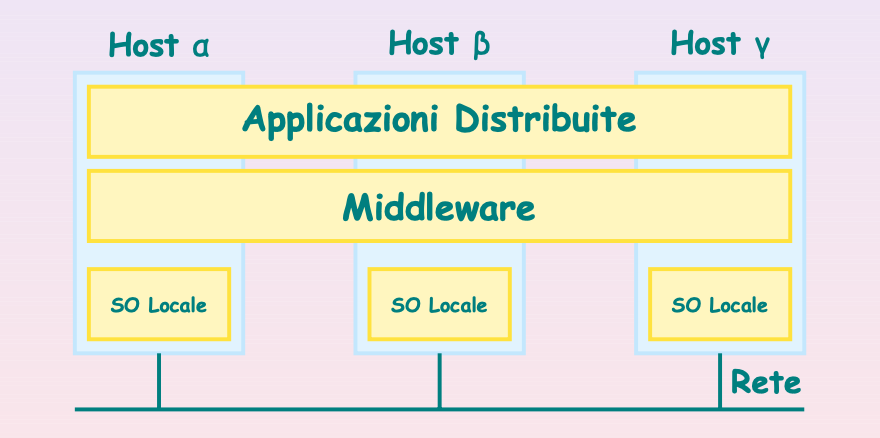 Host α
Host β
Host γ
Applicazioni Distribuite
Middleware
SO Locale
SO Locale
SO Locale
Rete